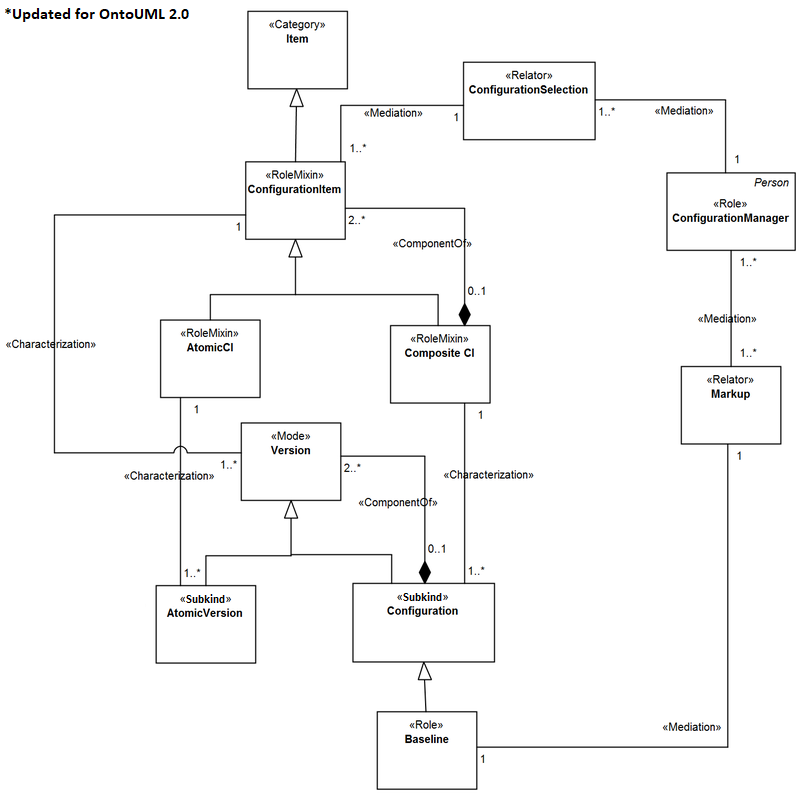 *Updated for OntoUML 2.0
«Category»
Item
«Relator»
ConfigurationSelection
«Mediation»
1
1..*
«Mediation»
1..*
1
«RoleMixin»
ConfigurationItem
Person
«Role»
ConfigurationManager
1
2..*
«ComponentOf»
1..*
0..1
«Mediation»
«RoleMixin»
AtomicCI
«RoleMixin»
Composite CI
«Characterization»
1..*
«Relator»
Markup
1
1
«Mode»
Version
1..*
2..*
1
«Characterization»
«Characterization»
«ComponentOf»
0..1
1..*
1..*
«Subkind»
AtomicVersion
«Subkind»
Configuration
«Role»
Baseline
«Mediation»
1